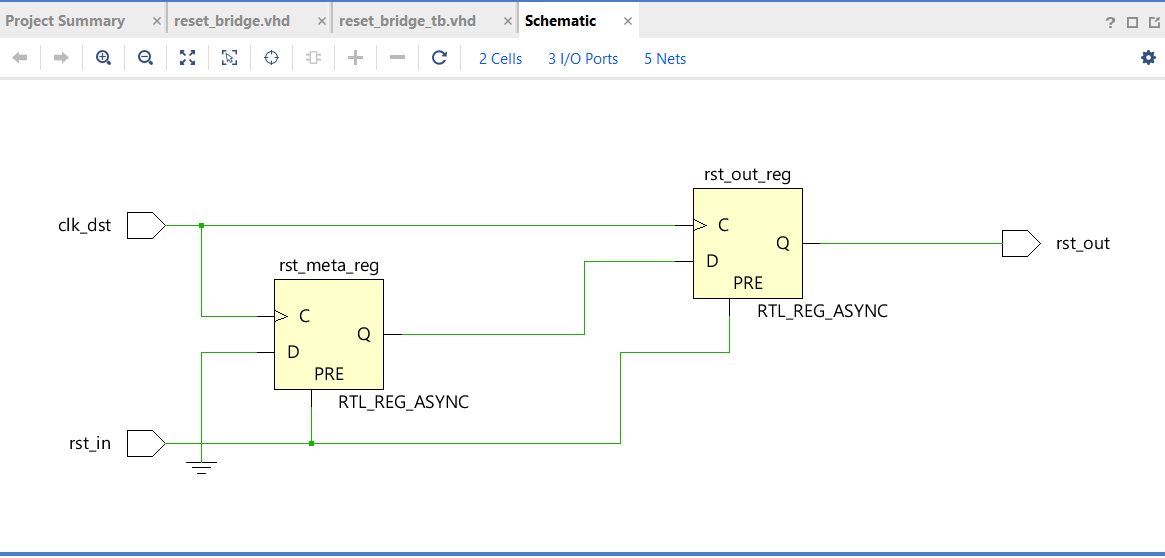 Project Summary × reset_bridge.vhd × reset_bridge_tb.vhd × Schematic × ?
2 Cells 3 I/O Ports 5 Nets
rst_out_reg
clk_dst
C
Q
rst_out
D
PRE
RTL_REG_ASYNC
rst_meta_reg
C
Q
D
PRE
RTL_REG_ASYNC
rst_in